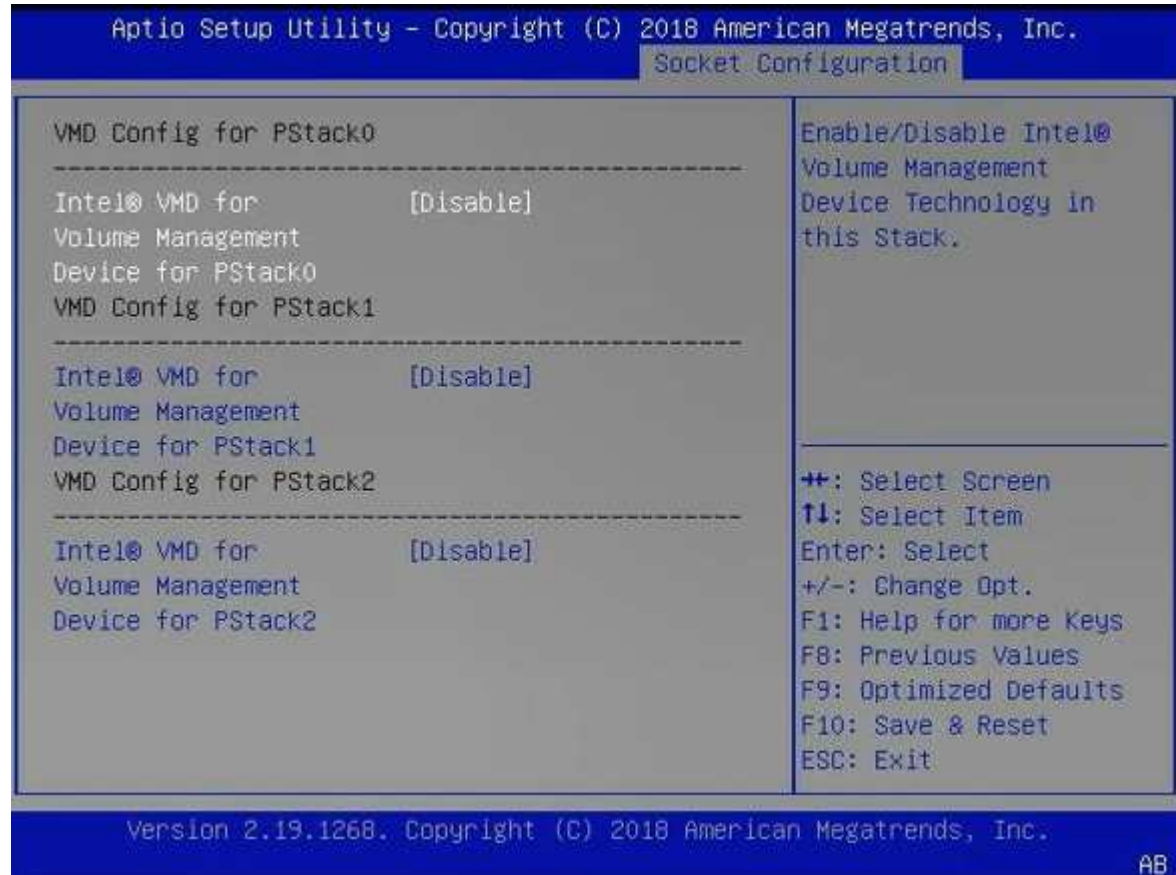 Aptio Setup Utility – Copyright (C) 2018 American Megatrends, Inc.
Socket Configuration
VMD Config for PStack0
------------------------------------------------
Intel® VMD for [Disable]
Volume Management
Device for PStack0
VMD Config for PStack1
------------------------------------------------
Intel® VMD for [Disable]
Volume Management
Device for PStack1
VMD Config for PStack2
------------------------------------------------
Intel® VMD for [Disable]
Volume Management
Device for PStack2
Enable/Disable Intel®
Volume Management
Device Technology in
this Stack.
→←: Select Screen
↑↓: Select Item
Enter: Select
+/-: Change Opt.
F1: Help for more Keys
F8: Previous Values
F9: Optimized Defaults
F10: Save & Reset
ESC: Exit
Version 2.19.1268. Copyright (C) 2018 American Megatrends, Inc.
AB